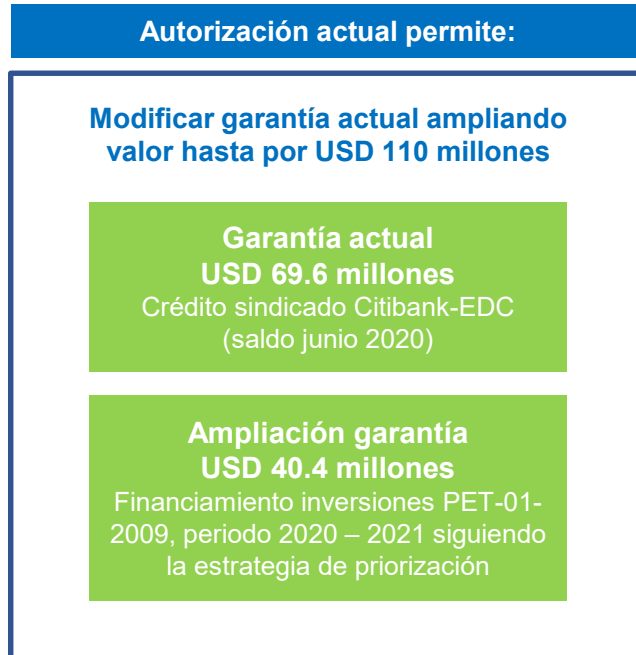 Autorización actual permite:
Modificar garantía actual ampliando
valor hasta por USD 110 millones
Garantía actual
USD 69.6 millones
Crédito sindicado Citibank-EDC
(saldo junio 2020)
Ampliación garantía
USD 40.4 millones
Financiamiento inversiones PET-01-
2009, periodo 2020 – 2021 siguiendo
la estrategia de priorización